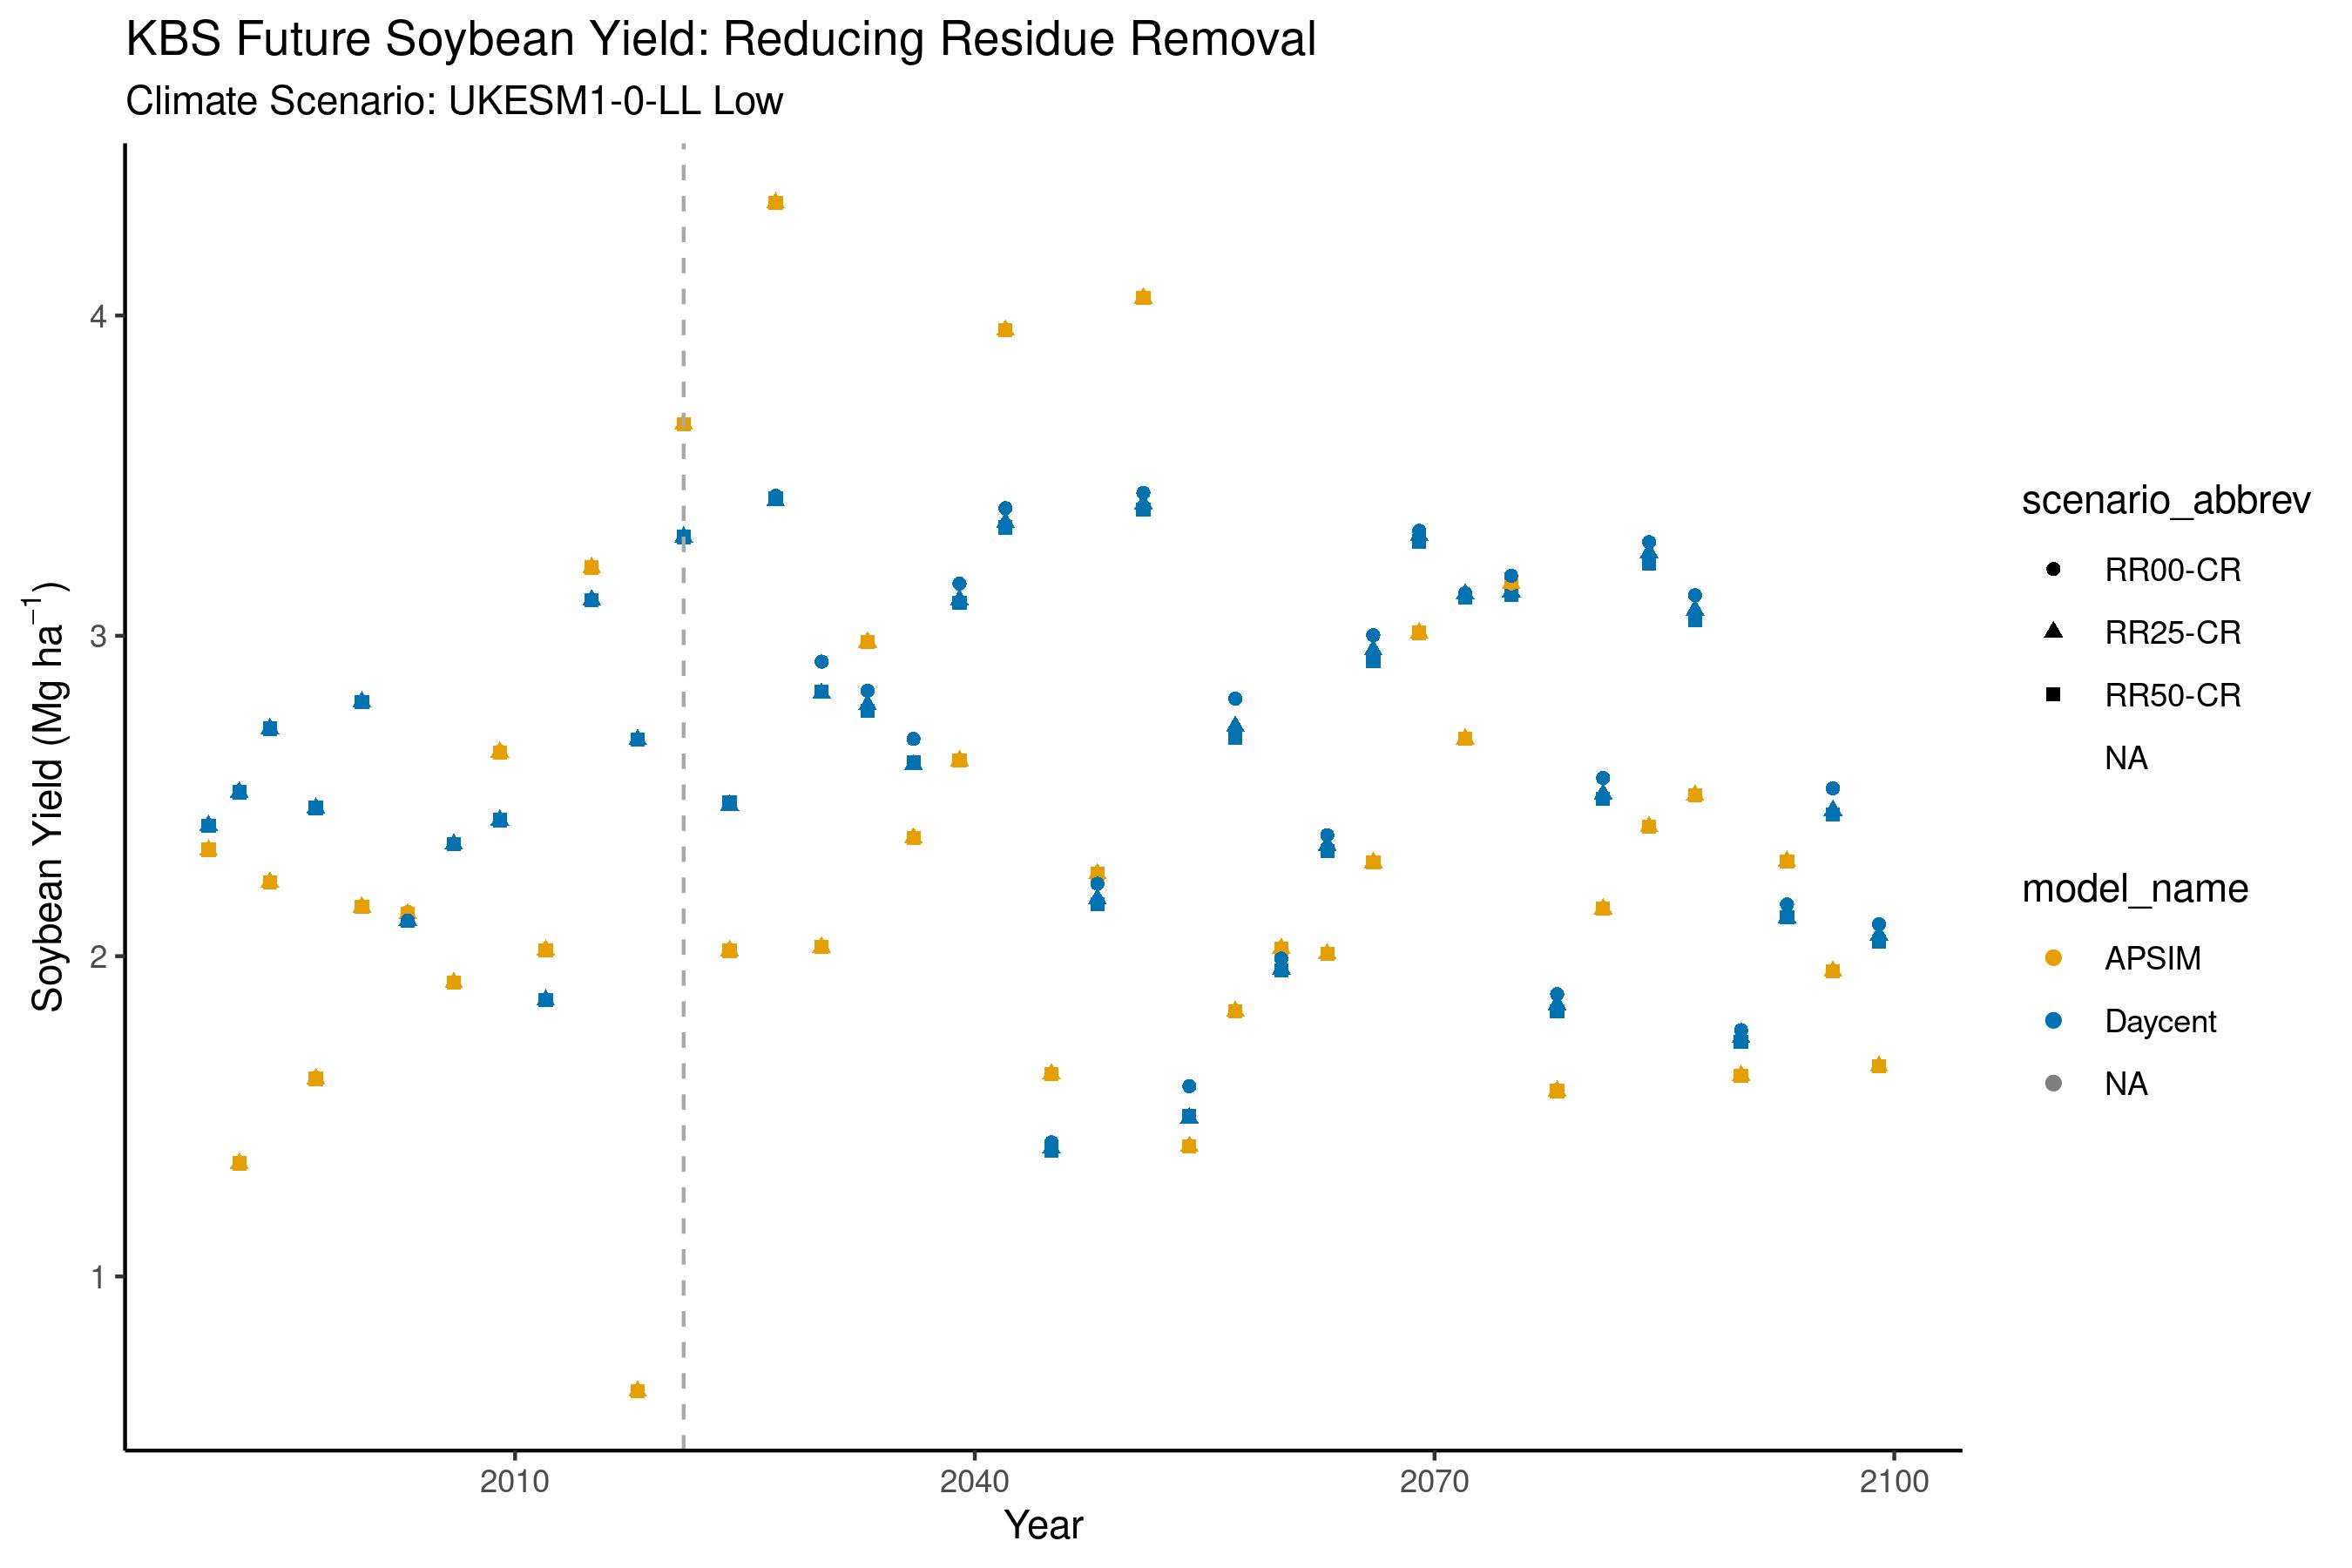 KBS Future Soybean Yield: Reducing Residue Removal
Climate Scenario: UKESM1-0-LL Low
Soybean Yield (Mg ha⁻¹)
4
3
2
1
2010
2040
2070
2100
Year
scenario_abbrev
RR00-CR
RR25-CR
RR50-CR
NA
model_name
APSIM
Daycent
NA